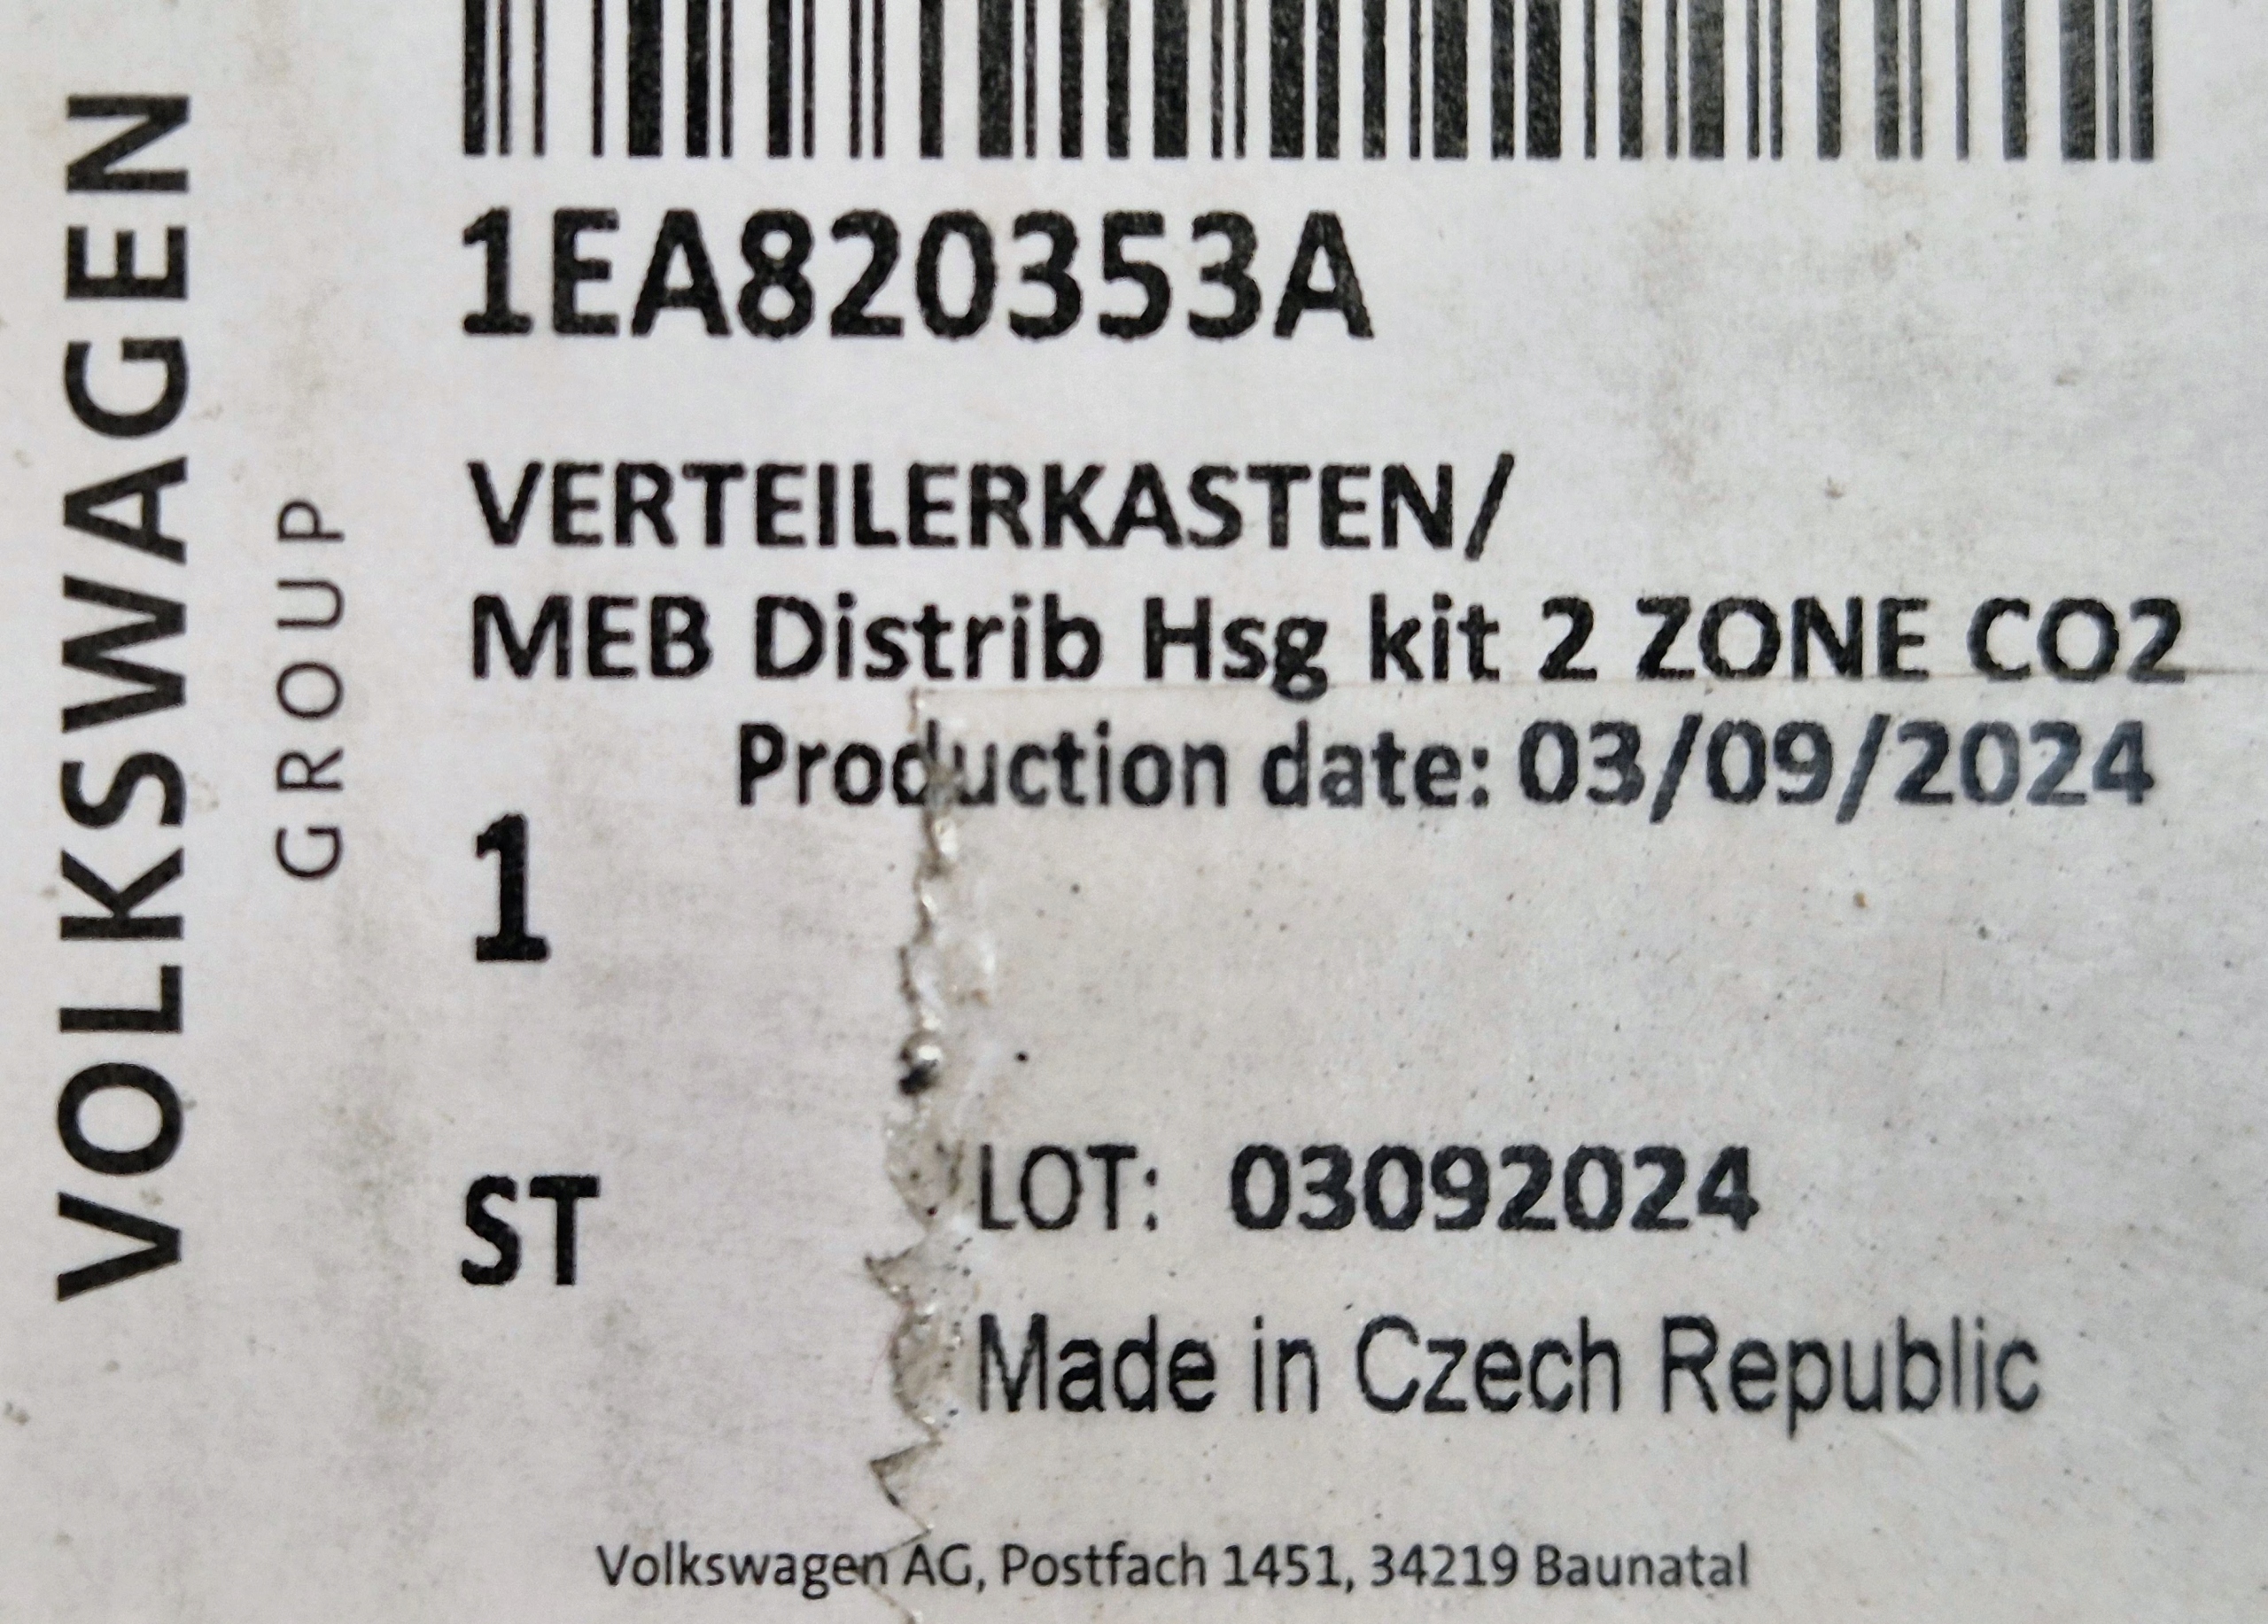 VOLKSWAGEN
GROUP
1EA820353A
VERTEILERKASTEN/
MEB Distrib Hsg kit 2 ZONE CO2
Production date: 03/09/2024
1
ST
LOT: 03092024
Made in Czech Republic
Volkswagen AG, Postfach 1451, 34219 Baunatal